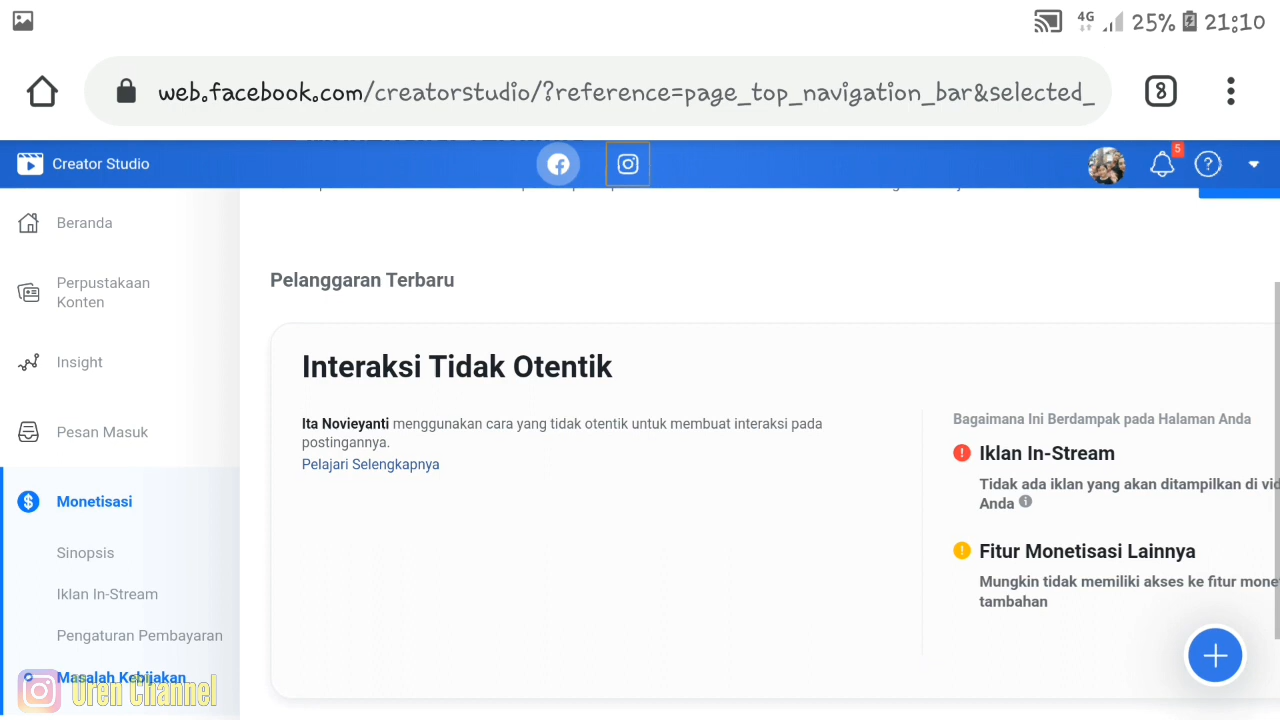 4G 25% 21:10
web.facebook.com/creatorstudio/?reference=page_top_navigation_bar&selected_
8
Creator Studio
5
?
Beranda
Perpustakaan
Konten
Insight
Pesan Masuk
Monetisasi
Sinopsis
Iklan In-Stream
Pengaturan Pembayaran
Masalah Kebijakan
Uren Channel
Pelanggaran Terbaru
Interaksi Tidak Otentik
Ita Novieyanti menggunakan cara yang tidak otentik untuk membuat interaksi pada
postingannya.
Pelajari Selengkapnya
Bagaimana Ini Berdampak pada Halaman Anda
Iklan In-Stream
Tidak ada iklan yang akan ditampilkan di vid
Anda
Fitur Monetisasi Lainnya
Mungkin tidak memiliki akses ke fitur mone
tambahan